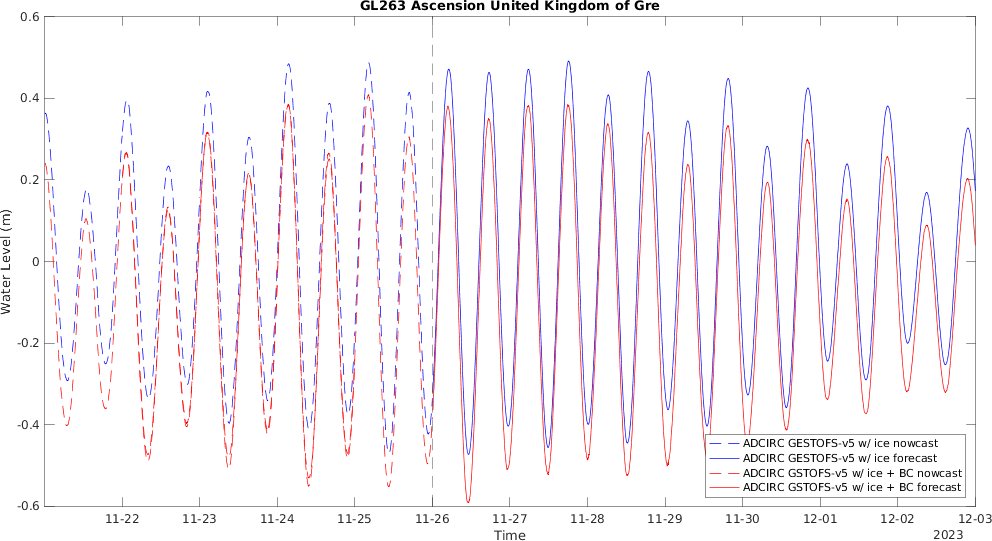 GL263 Ascension United Kingdom of Gre
Water Level (m)
0.6
0.4
0.2
0
-0.2
-0.4
-0.6
ADCIRC GESTOFS-v5 w/ ice nowcast
ADCIRC GESTOFS-v5 w/ ice forecast
ADCIRC GSTOFS-v5 w/ ice + BC nowcast
ADCIRC GSTOFS-v5 w/ ice + BC forecast
11-22 11-23 11-24 11-25 11-26 11-27 11-28 11-29 11-30 12-01 12-02 12-03
Time
2023